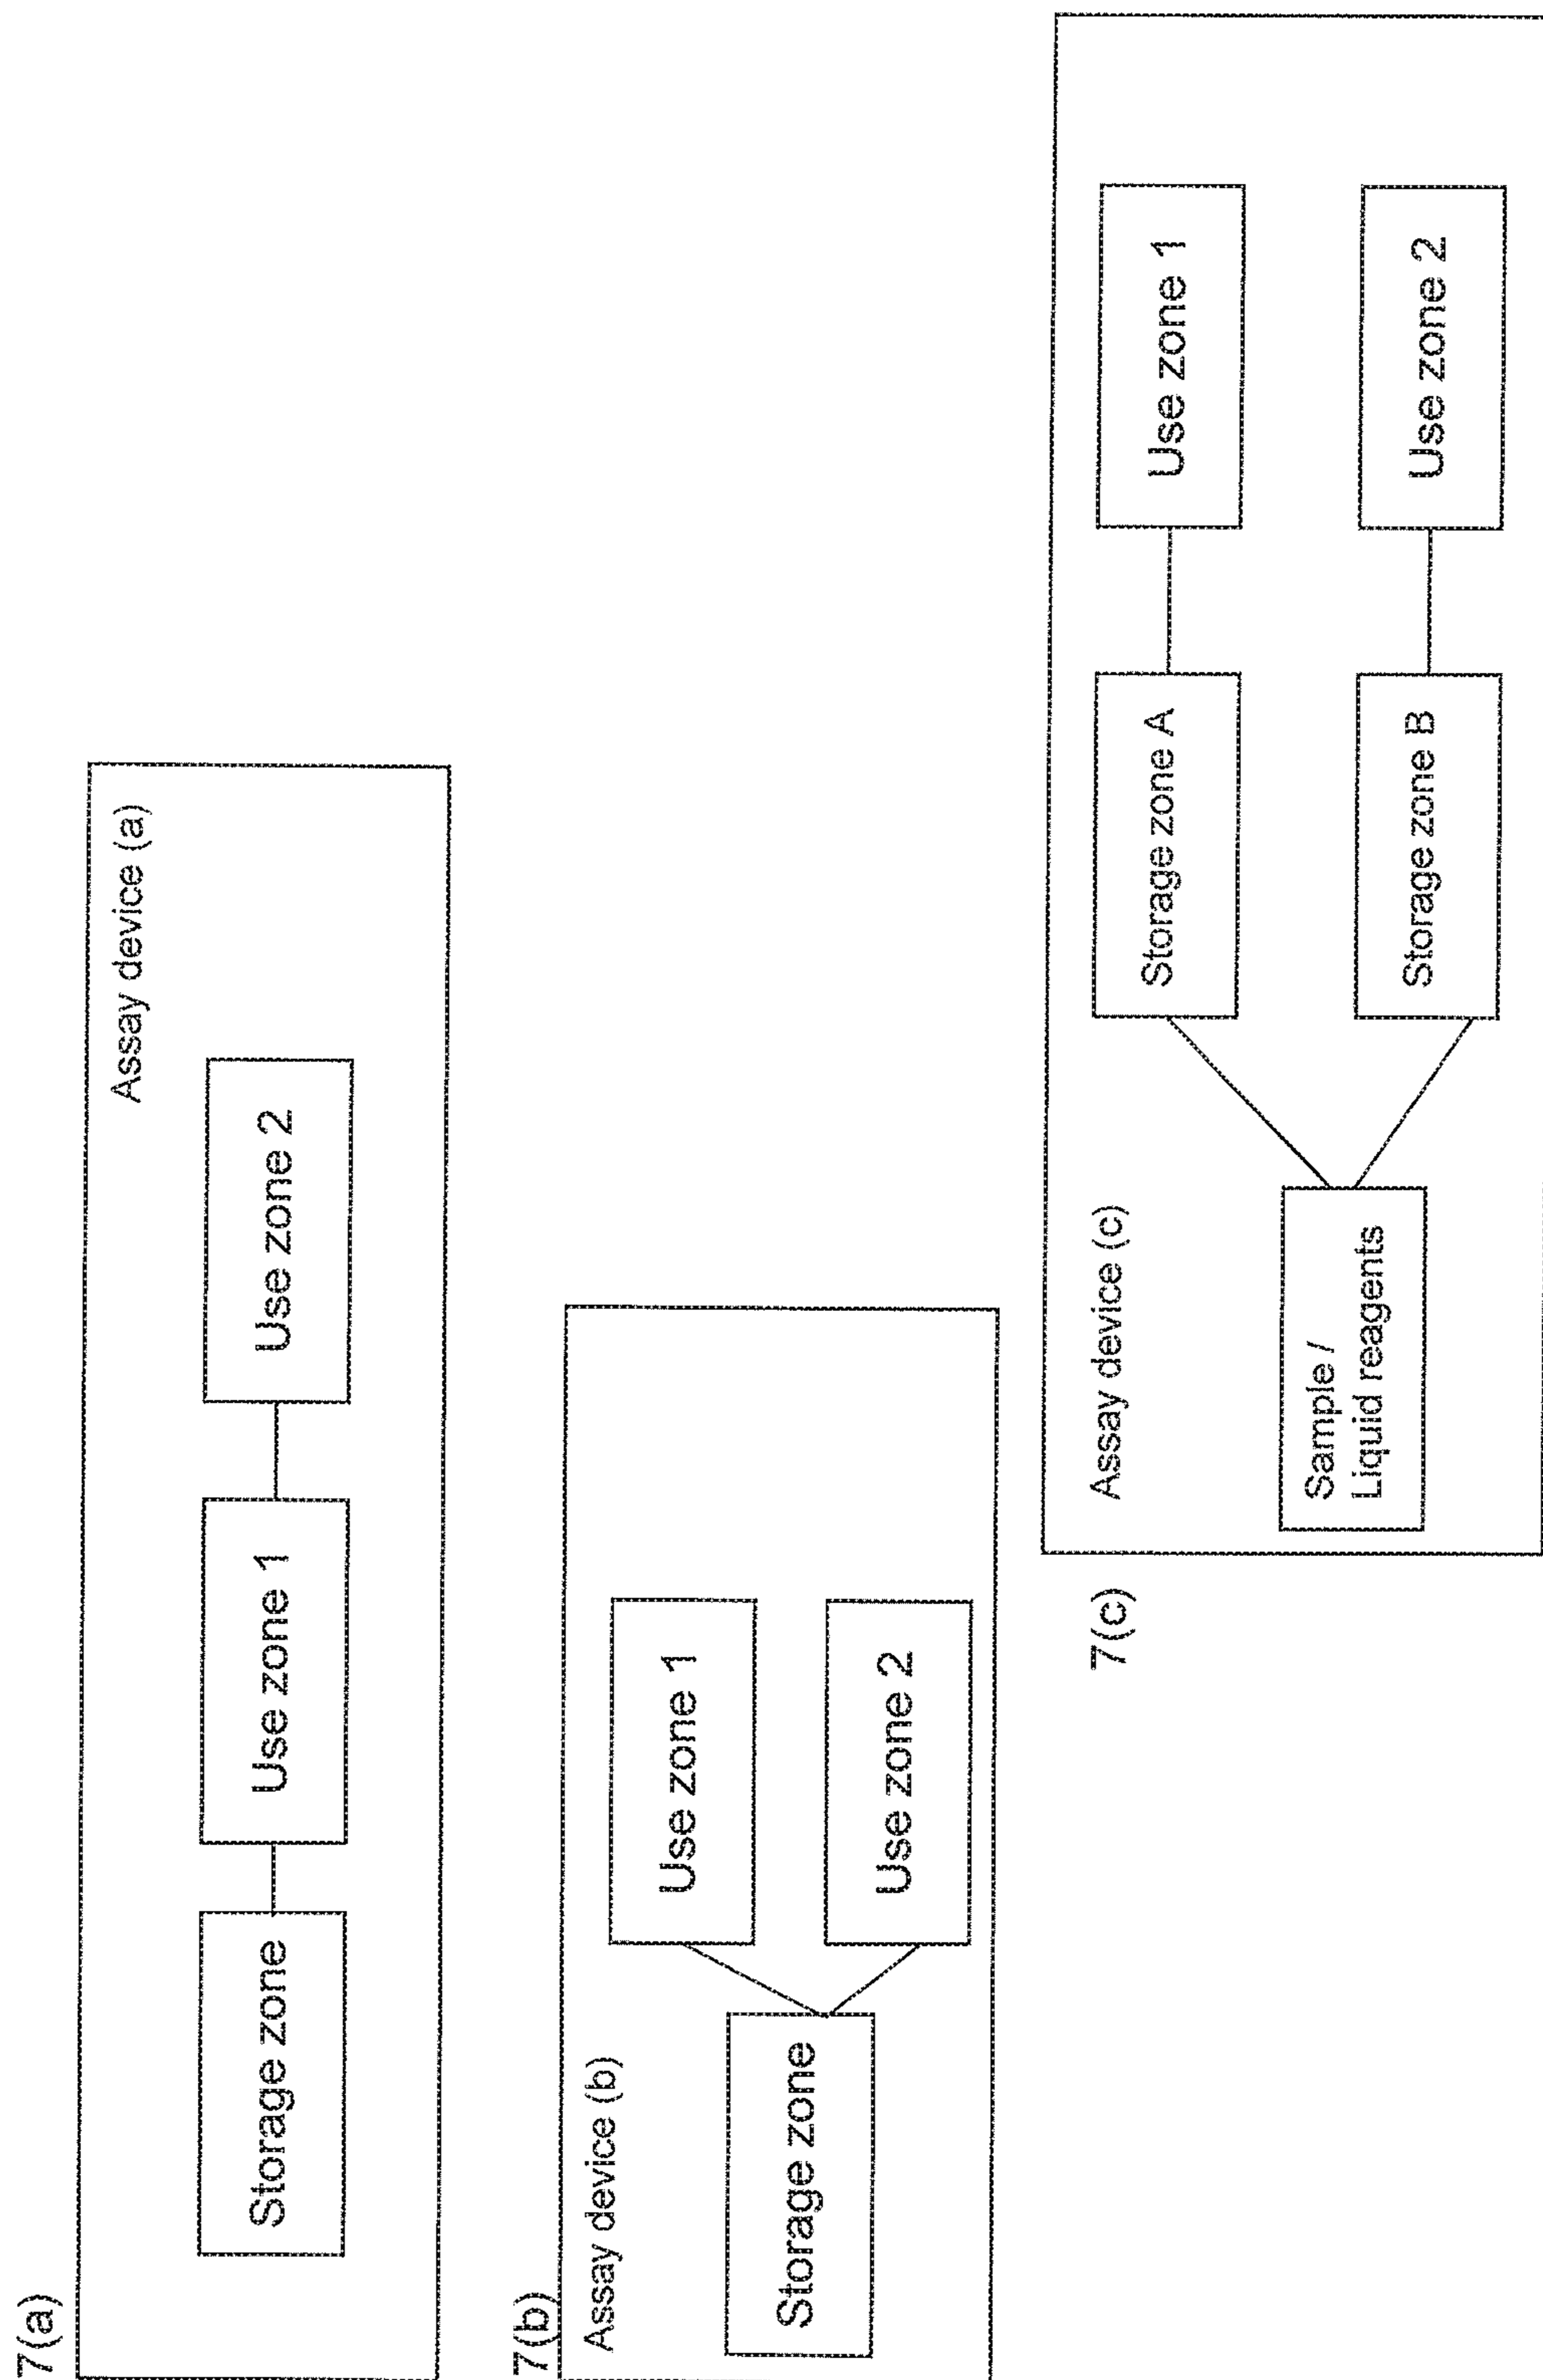 7(a)
Assay device (a)
Storage zone
Use zone 1
Use zone 2
7(b)
Assay device (b)
Storage zone
Use zone 1
Use zone 2
7(c)
Assay device (c)
Sample /
Liquid reagents
Storage zone A
Use zone 1
Storage zone B
Use zone 2